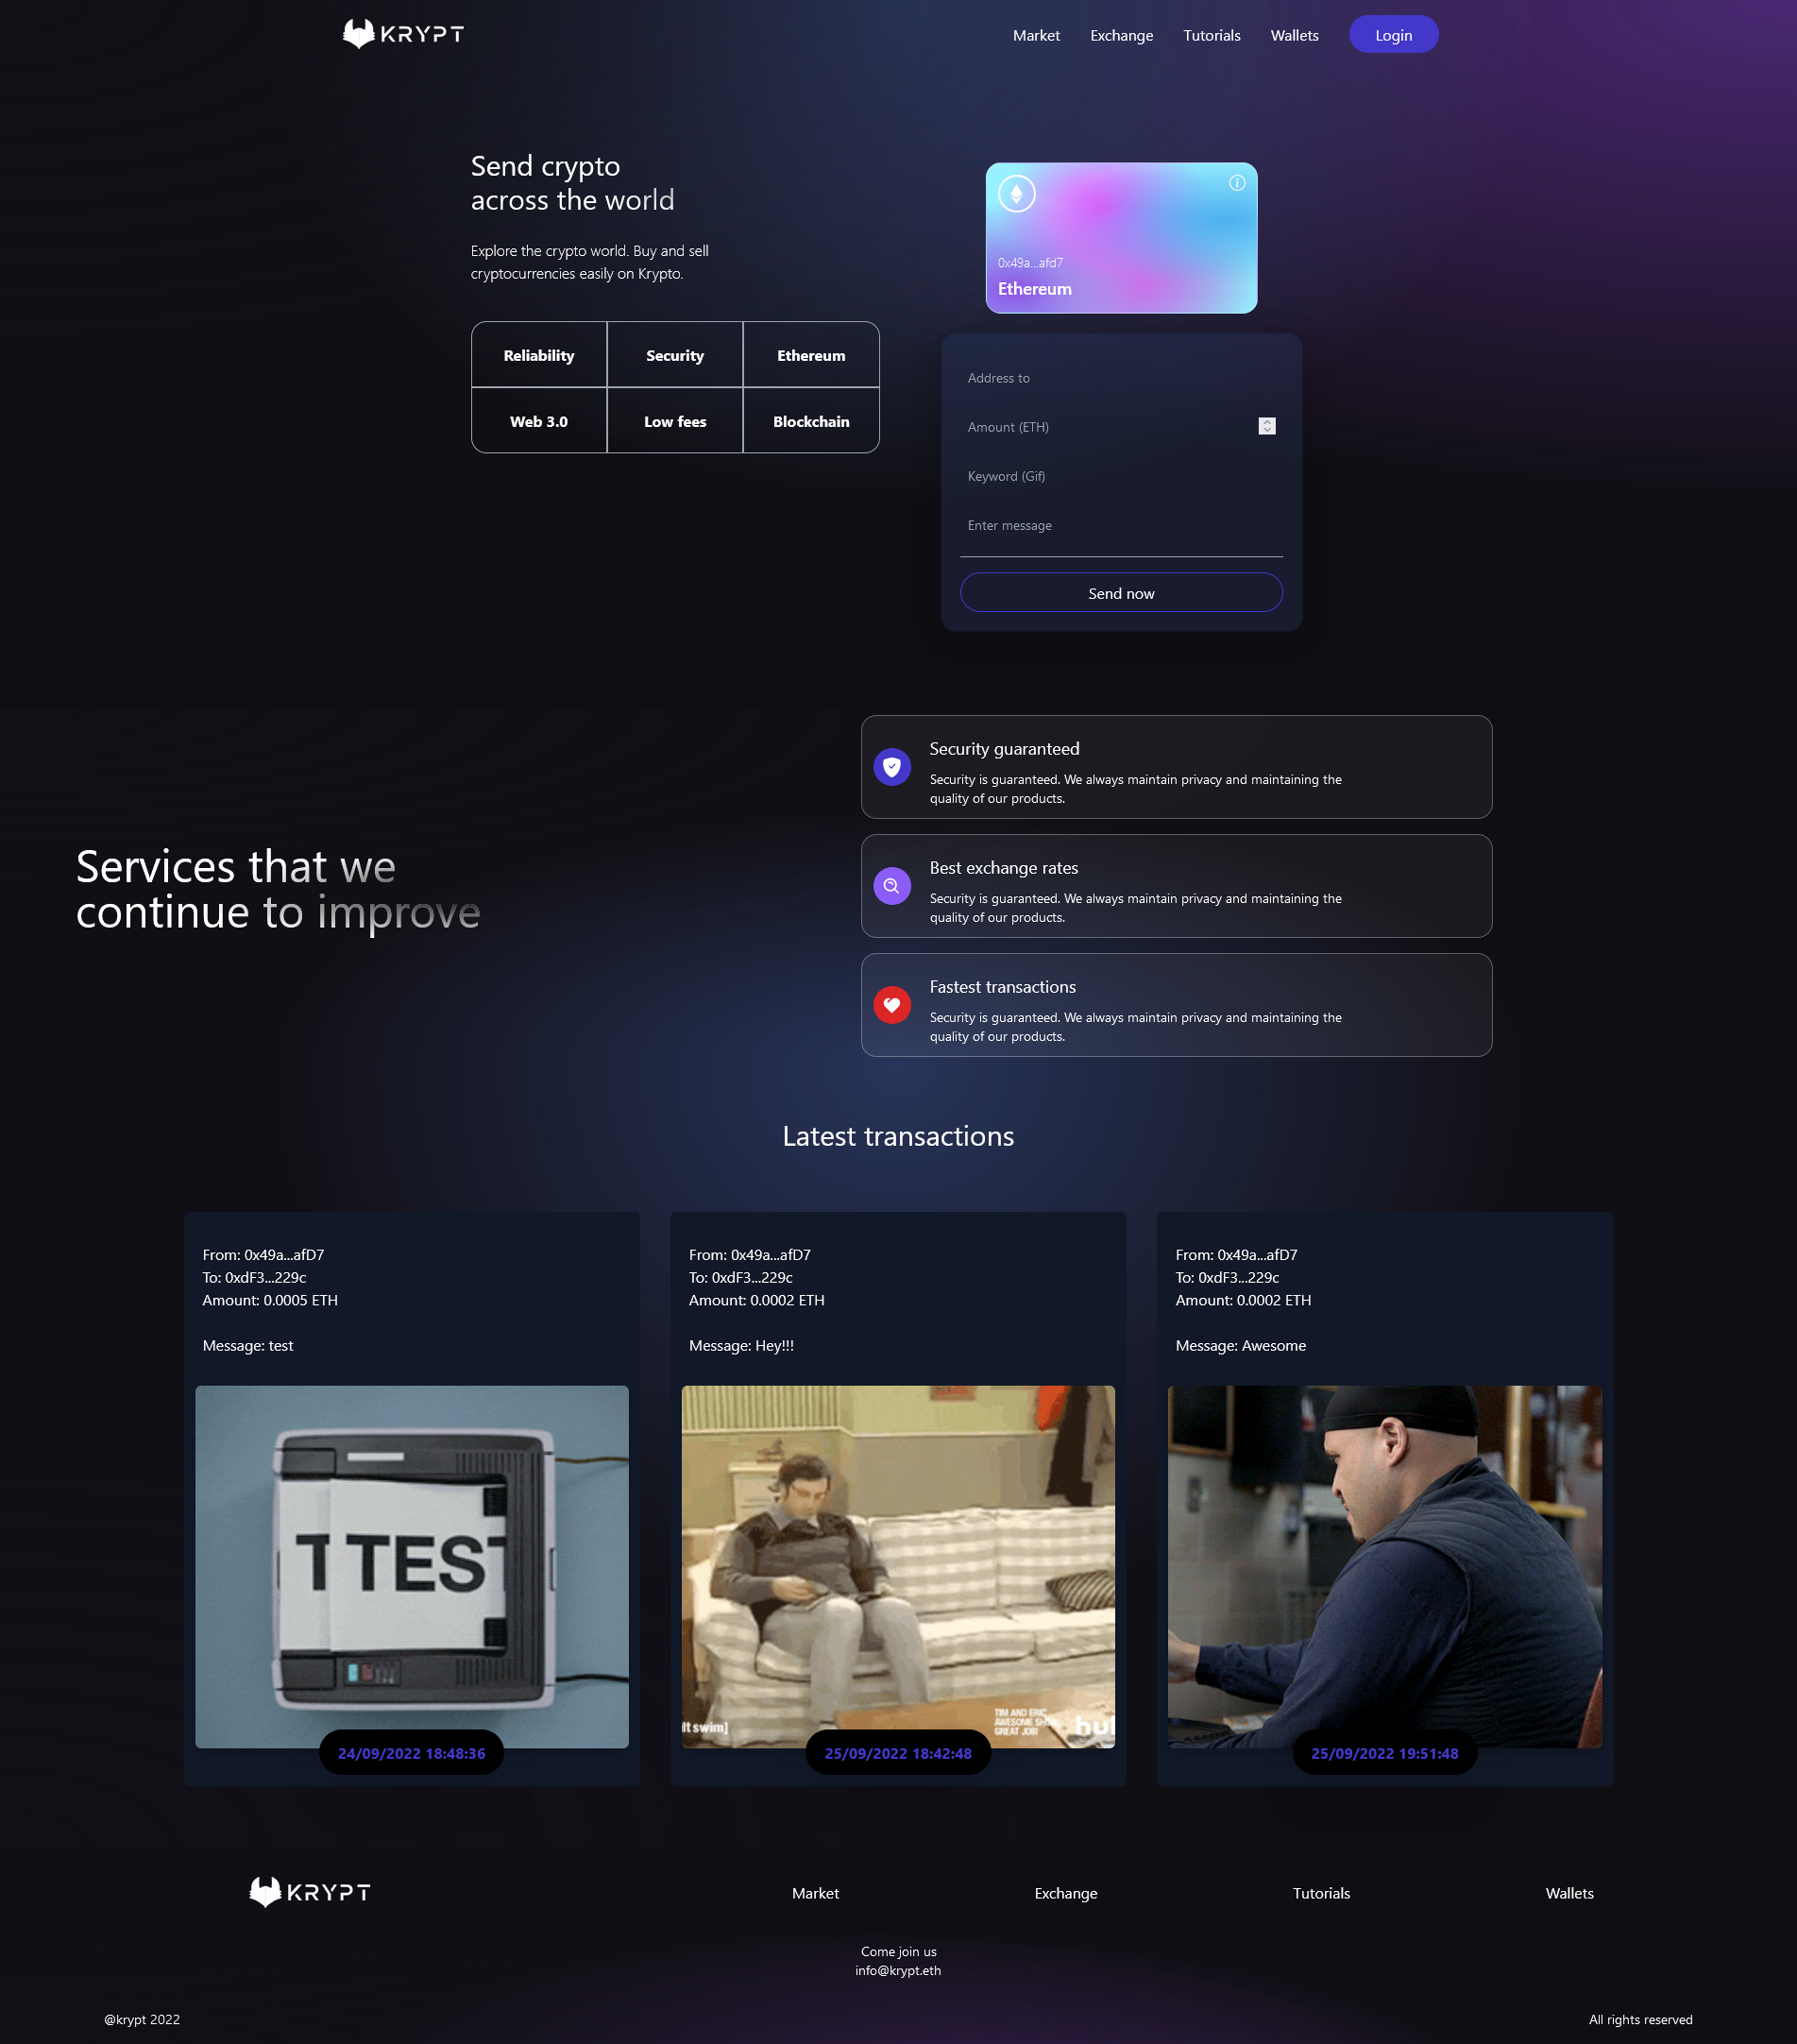 KRYPT
Market
Exchange
Tutorials
Wallets
Login
Send crypto
across the world
Explore the crypto world. Buy and sell
cryptocurrencies easily on Krypto.
Reliability
Security
Ethereum
Web 3.0
Low fees
Blockchain
0x49a...afd7
Ethereum
Address to
Amount (ETH)
Keyword (Gif)
Enter message
Send now
Services that we
continue to improve
Security guaranteed
Security is guaranteed. We always maintain privacy and maintaining the
quality of our products.
Best exchange rates
Security is guaranteed. We always maintain privacy and maintaining the
quality of our products.
Fastest transactions
Security is guaranteed. We always maintain privacy and maintaining the
quality of our products.
Latest transactions
From: 0x49a...afD7
To: 0xdF3...229c
Amount: 0.0005 ETH
Message: test
TTEST
24/09/2022 18:48:36
From: 0x49a...afD7
To: 0xdF3...229c
Amount: 0.0002 ETH
Message: Hey!!!
lt swim]
TIM AND ERIC
AWESOME SHOW
GREAT JOB!
hul
25/09/2022 18:42:48
From: 0x49a...afD7
To: 0xdF3...229c
Amount: 0.0002 ETH
Message: Awesome
25/09/2022 19:51:48
KRYPT
Market
Exchange
Tutorials
Wallets
Come join us
info@krypt.eth
@krypt 2022
All rights reserved